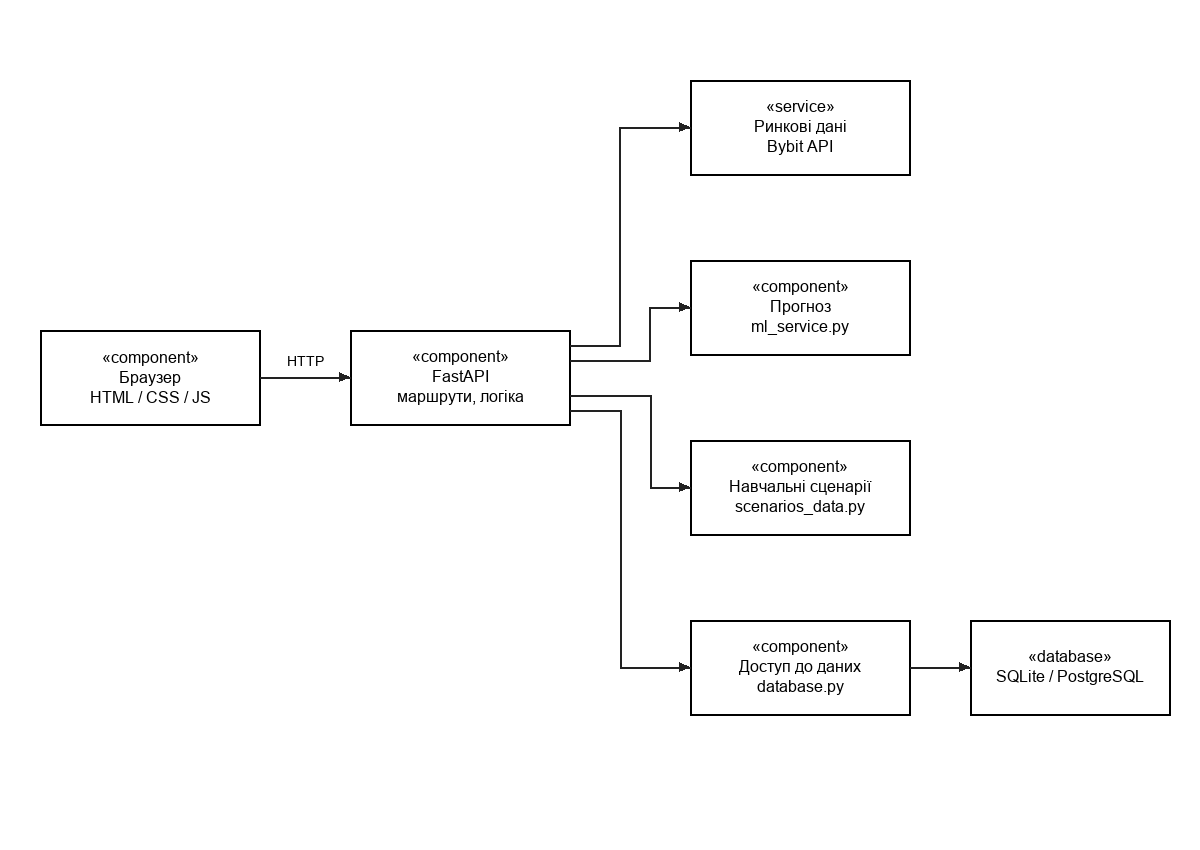 «service»
Ринкові дані
Bybit API
«component»
Прогноз
ml_service.py
«component»
Браузер
HTML / CSS / JS
HTTP
«component»
FastAPI
маршрути, логіка
«component»
Навчальні сценарії
scenarios_data.py
«component»
Доступ до даних
database.py
«database»
SQLite / PostgreSQL